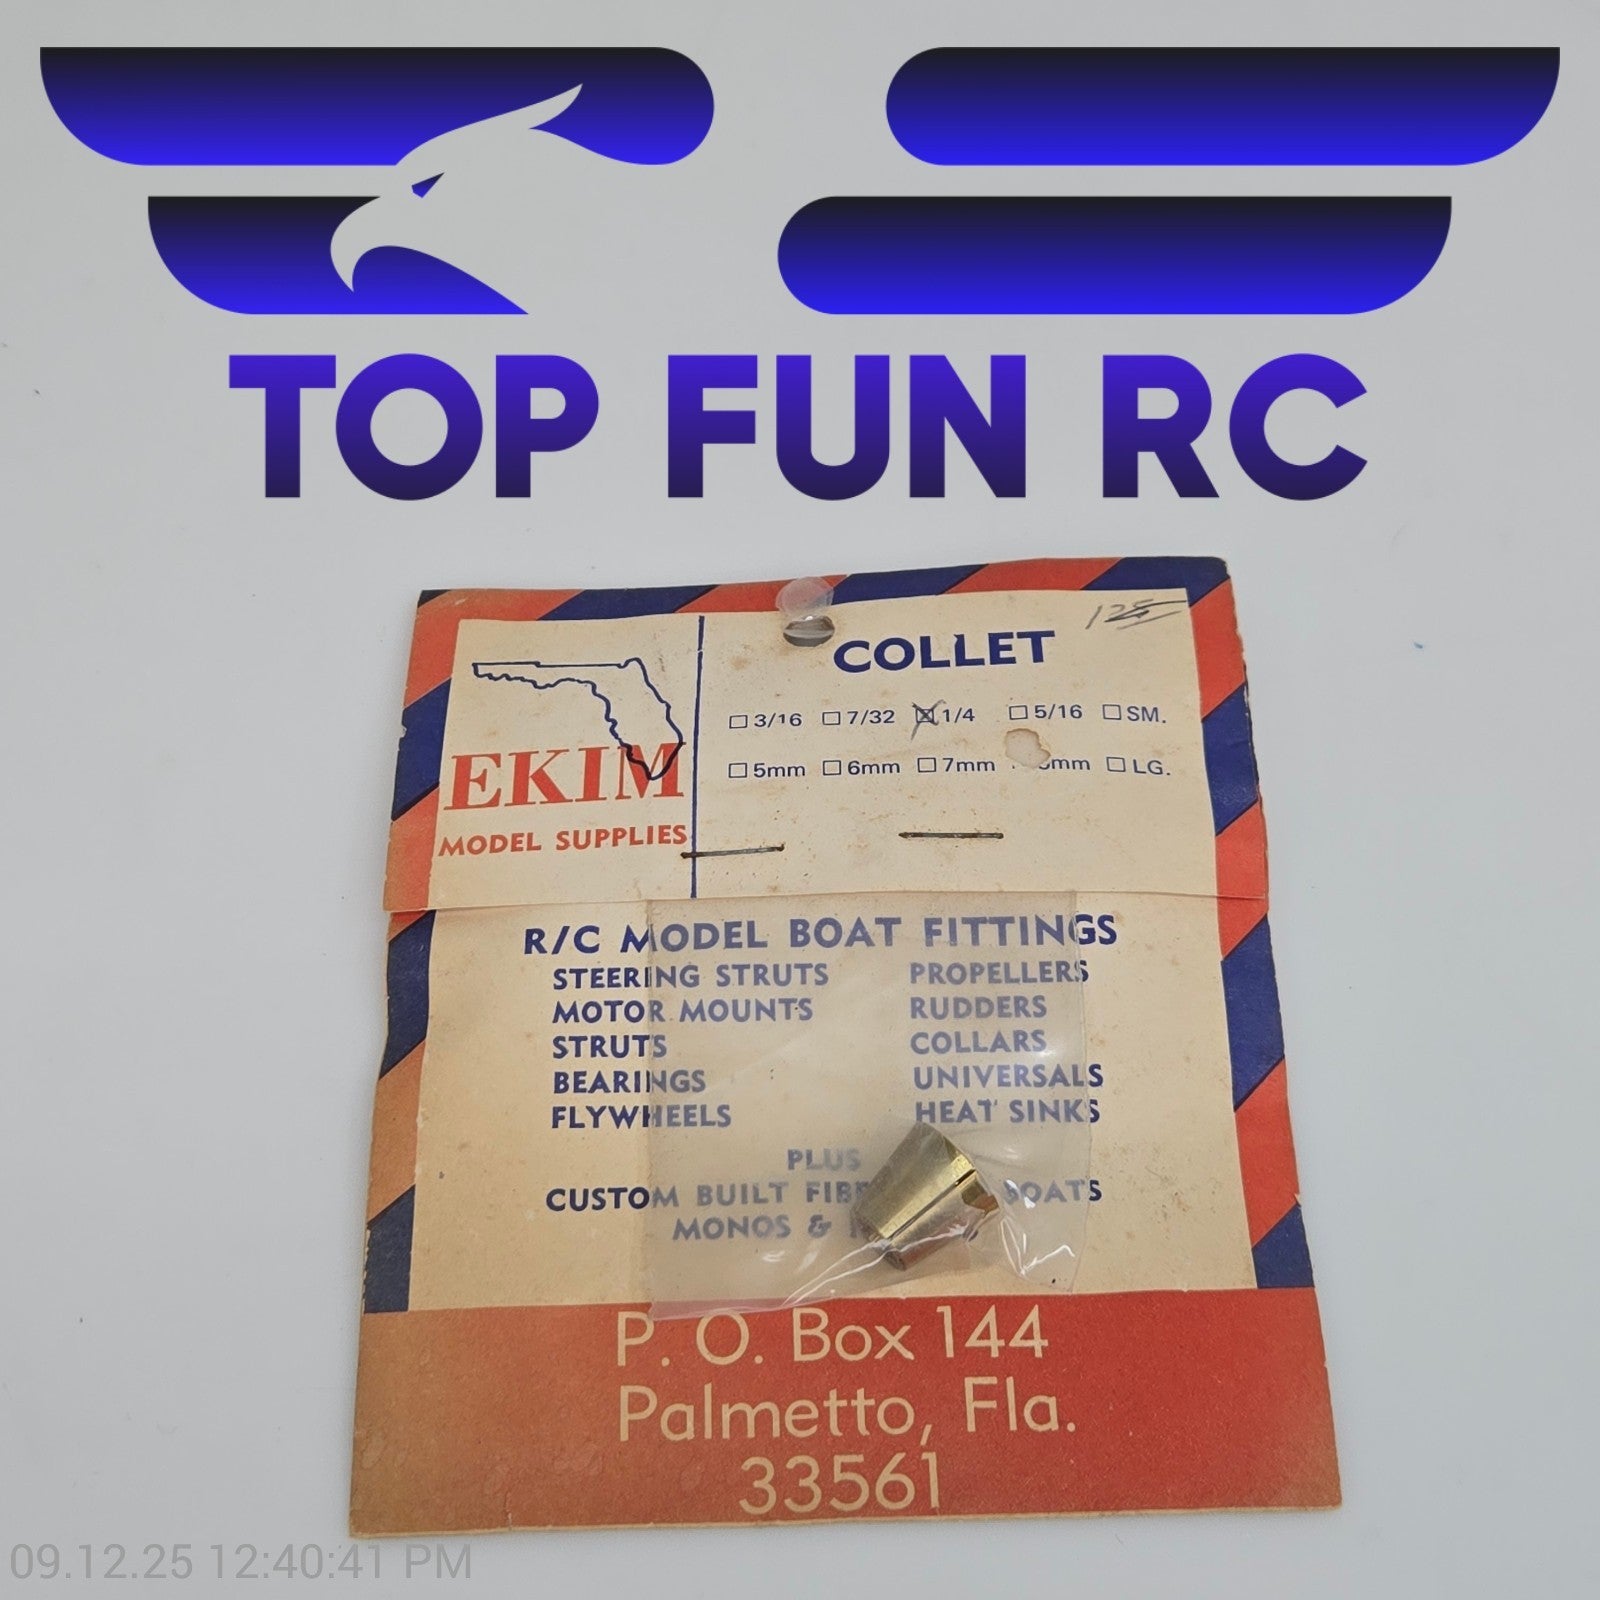 TOP FUN RC
COLLET
125
☐ 3/16 ☐ 7/32 ☒ 1/4 ☐ 5/16 ☐ SM.
☐ 5mm ☐ 6mm ☐ 7mm mm ☐ LG.
EKIM
MODEL SUPPLIES
R/C MODEL BOAT FITTINGS
STEERING STRUTS PROPELLERS
MOTOR MOUNTS RUDDERS
STRUTS COLLARS
BEARINGS UNIVERSALS
FLYWHEELS HEAT SINKS
PLUS
CUSTOM BUILT BOATS
MONOS &
P. O. Box 144
Palmetto, Fla.
33561
09.12.25 12:40:41 PM